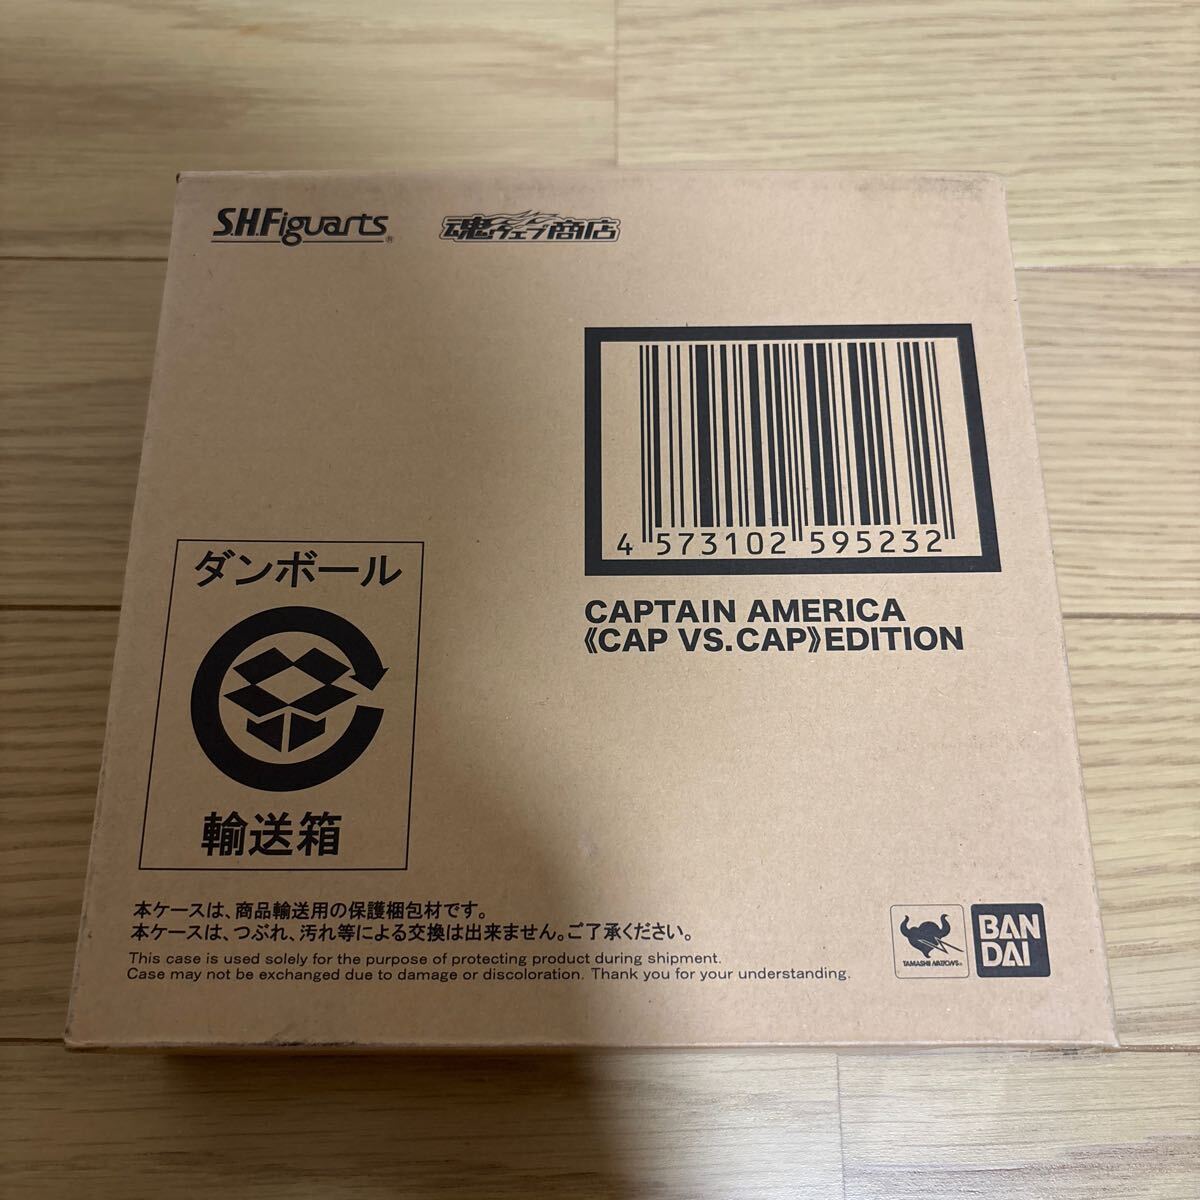 S.H.Figuarts®
魂ウェブ商店
4 573102 595232
CAPTAIN AMERICA
《CAP VS.CAP》EDITION
ダンボール
輸送箱
本ケースは、商品輸送用の保護梱包材です。
本ケースは、つぶれ、汚れ等による交換は出来ません。ご了承ください。
This case is used solely for the purpose of protecting product during shipment.
Case may not be exchanged due to damage or discoloration. Thank you for your understanding.
TAMASHII NATIONS
BAN
DAI